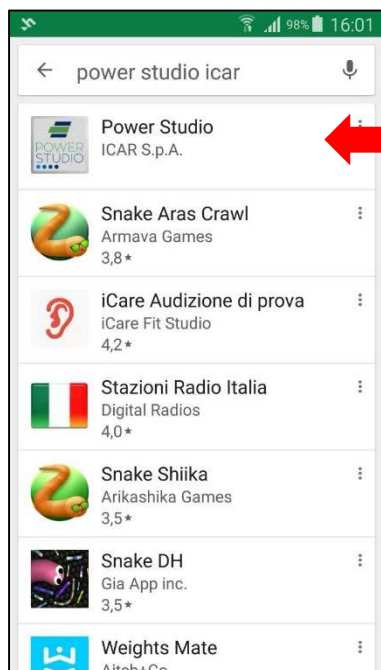 98% 16:01
power studio icar
POWER
STUDIO
Power Studio
ICAR S.p.A.
Snake Aras Crawl
Armava Games
3,8★
iCare Audizione di prova
iCare Fit Studio
4,2★
Stazioni Radio Italia
Digital Radios
4,0★
Snake Shiika
Arikashika Games
3,5★
Snake DH
Gia App inc.
3,5★
Weights Mate
Aitch+Co